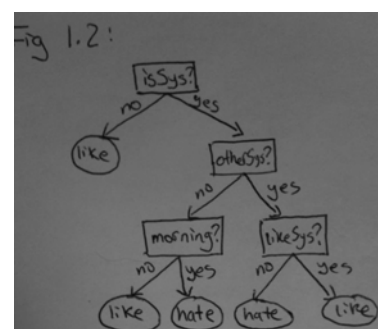 Fig 1.2:
isSys?
no yes
like
otherSys?
no yes
morning? likeSys?
no yes no yes
like hate hate like